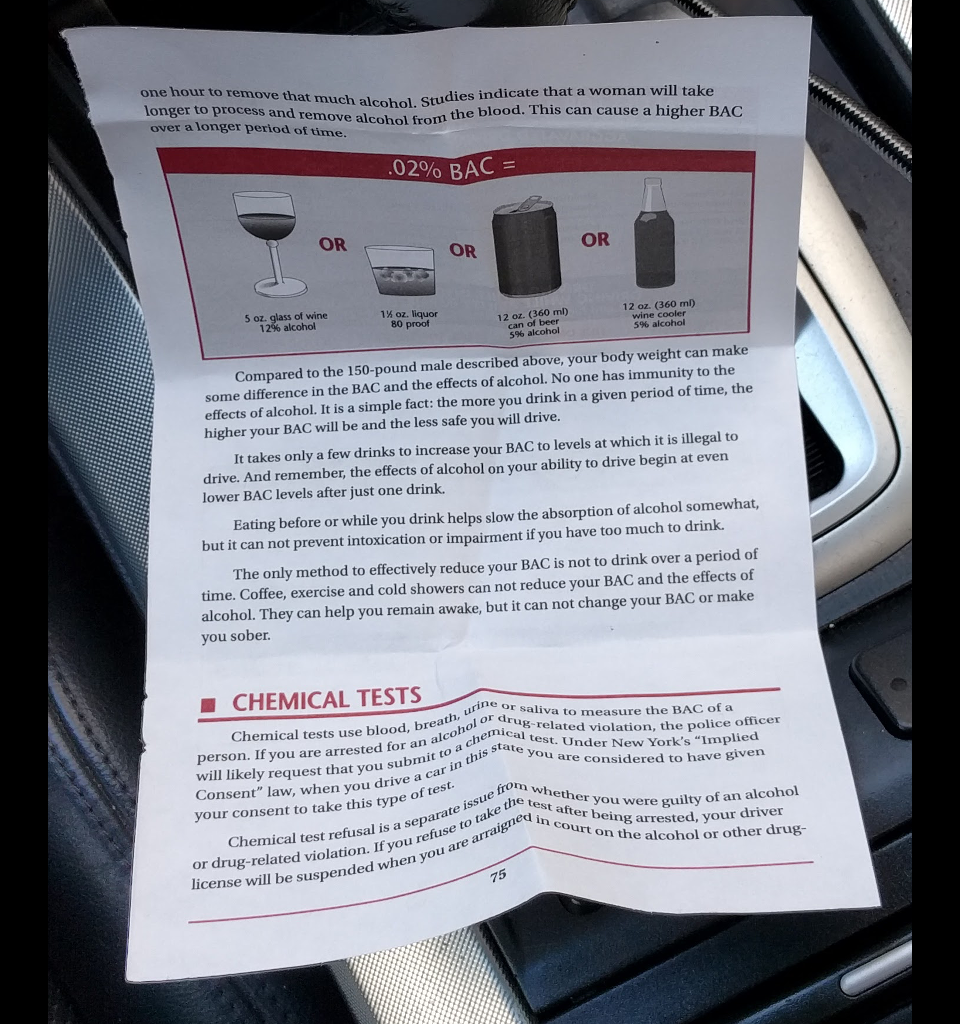 one hour to remove that much alcohol. Studies indicate that a woman will take
longer to process and remove alcohol from the blood. This can cause a higher BAC
over a longer period of time.
.02% BAC =
OR
OR
OR
5 oz. glass of wine
12% alcohol
1½ oz. liquor
80 proof
12 oz. (360 ml)
can of beer
5% alcohol
12 oz. (360 ml)
wine cooler
5% alcohol
Compared to the 150-pound male described above, your body weight can make
some difference in the BAC and the effects of alcohol. No one has immunity to the
effects of alcohol. It is a simple fact: the more you drink in a given period of time, the
higher your BAC will be and the less safe you will drive.
It takes only a few drinks to increase your BAC to levels at which it is illegal to
drive. And remember, the effects of alcohol on your ability to drive begin at even
lower BAC levels after just one drink.
Eating before or while you drink helps slow the absorption of alcohol somewhat,
but it can not prevent intoxication or impairment if you have too much to drink.
The only method to effectively reduce your BAC is not to drink over a period of
time. Coffee, exercise and cold showers can not reduce your BAC and the effects of
alcohol. They can help you remain awake, but it can not change your BAC or make
you sober.
CHEMICAL TESTS
Chemical tests use blood, breath, urine or saliva to measure the BAC of a
person. If you are arrested for an alcohol or drug-related violation, the police officer
will likely request that you submit to a chemical test. Under New York's “Implied
Consent” law, when you drive a car in this state you are considered to have given
your consent to take this type of test.
Chemical test refusal is a separate issue from whether you were guilty of an alcohol
or drug-related violation. If you refuse to take the test after being arrested, your driver
license will be suspended when you are arraigned in court on the alcohol or other drug-
75